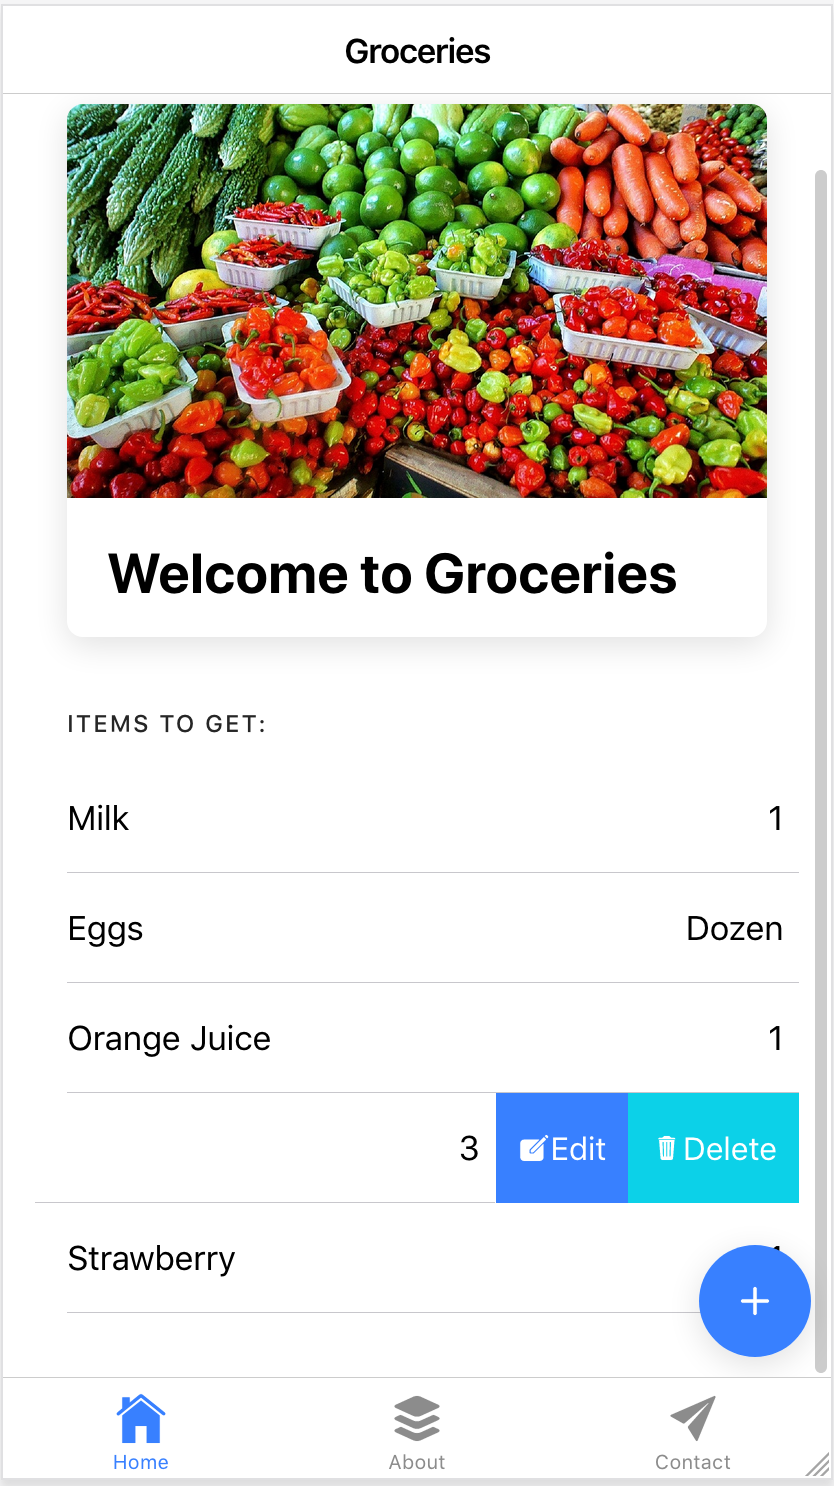 Groceries
Welcome to Groceries
ITEMS TO GET:
Milk 1
Eggs Dozen
Orange Juice 1
3 Edit Delete
Strawberry
Home About Contact